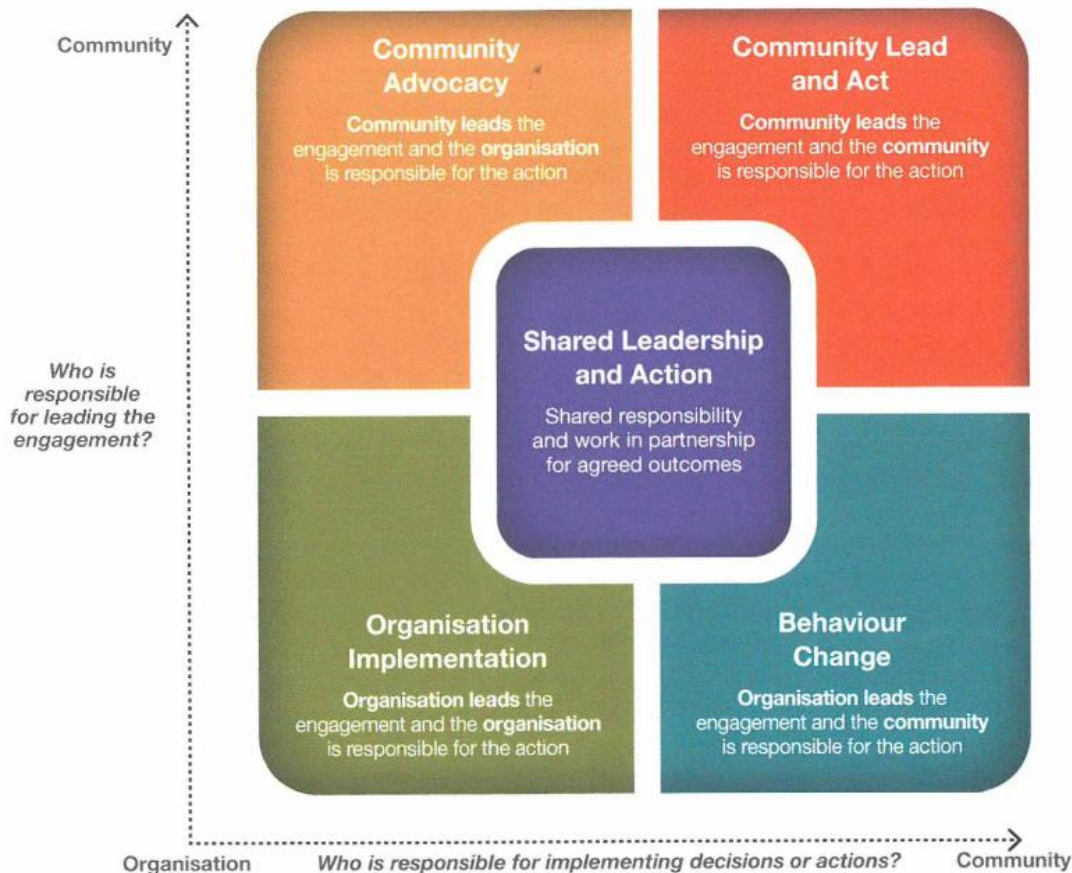 Community
Community
Advocacy
Community leads the
engagement and the organisation
is responsible for the action
Community Lead
and Act
Community leads the
engagement and the community
is responsible for the action
Who is
responsible
for leading the
engagement?
Shared Leadership
and Action
Shared responsibility
and work in partnership
for agreed outcomes
Organisation
Implementation
Organisation leads the
engagement and the organisation
is responsible for the action
Behaviour
Change
Organisation leads the
engagement and the community
is responsible for the action
Organisation
Who is responsible for implementing decisions or actions?
Community